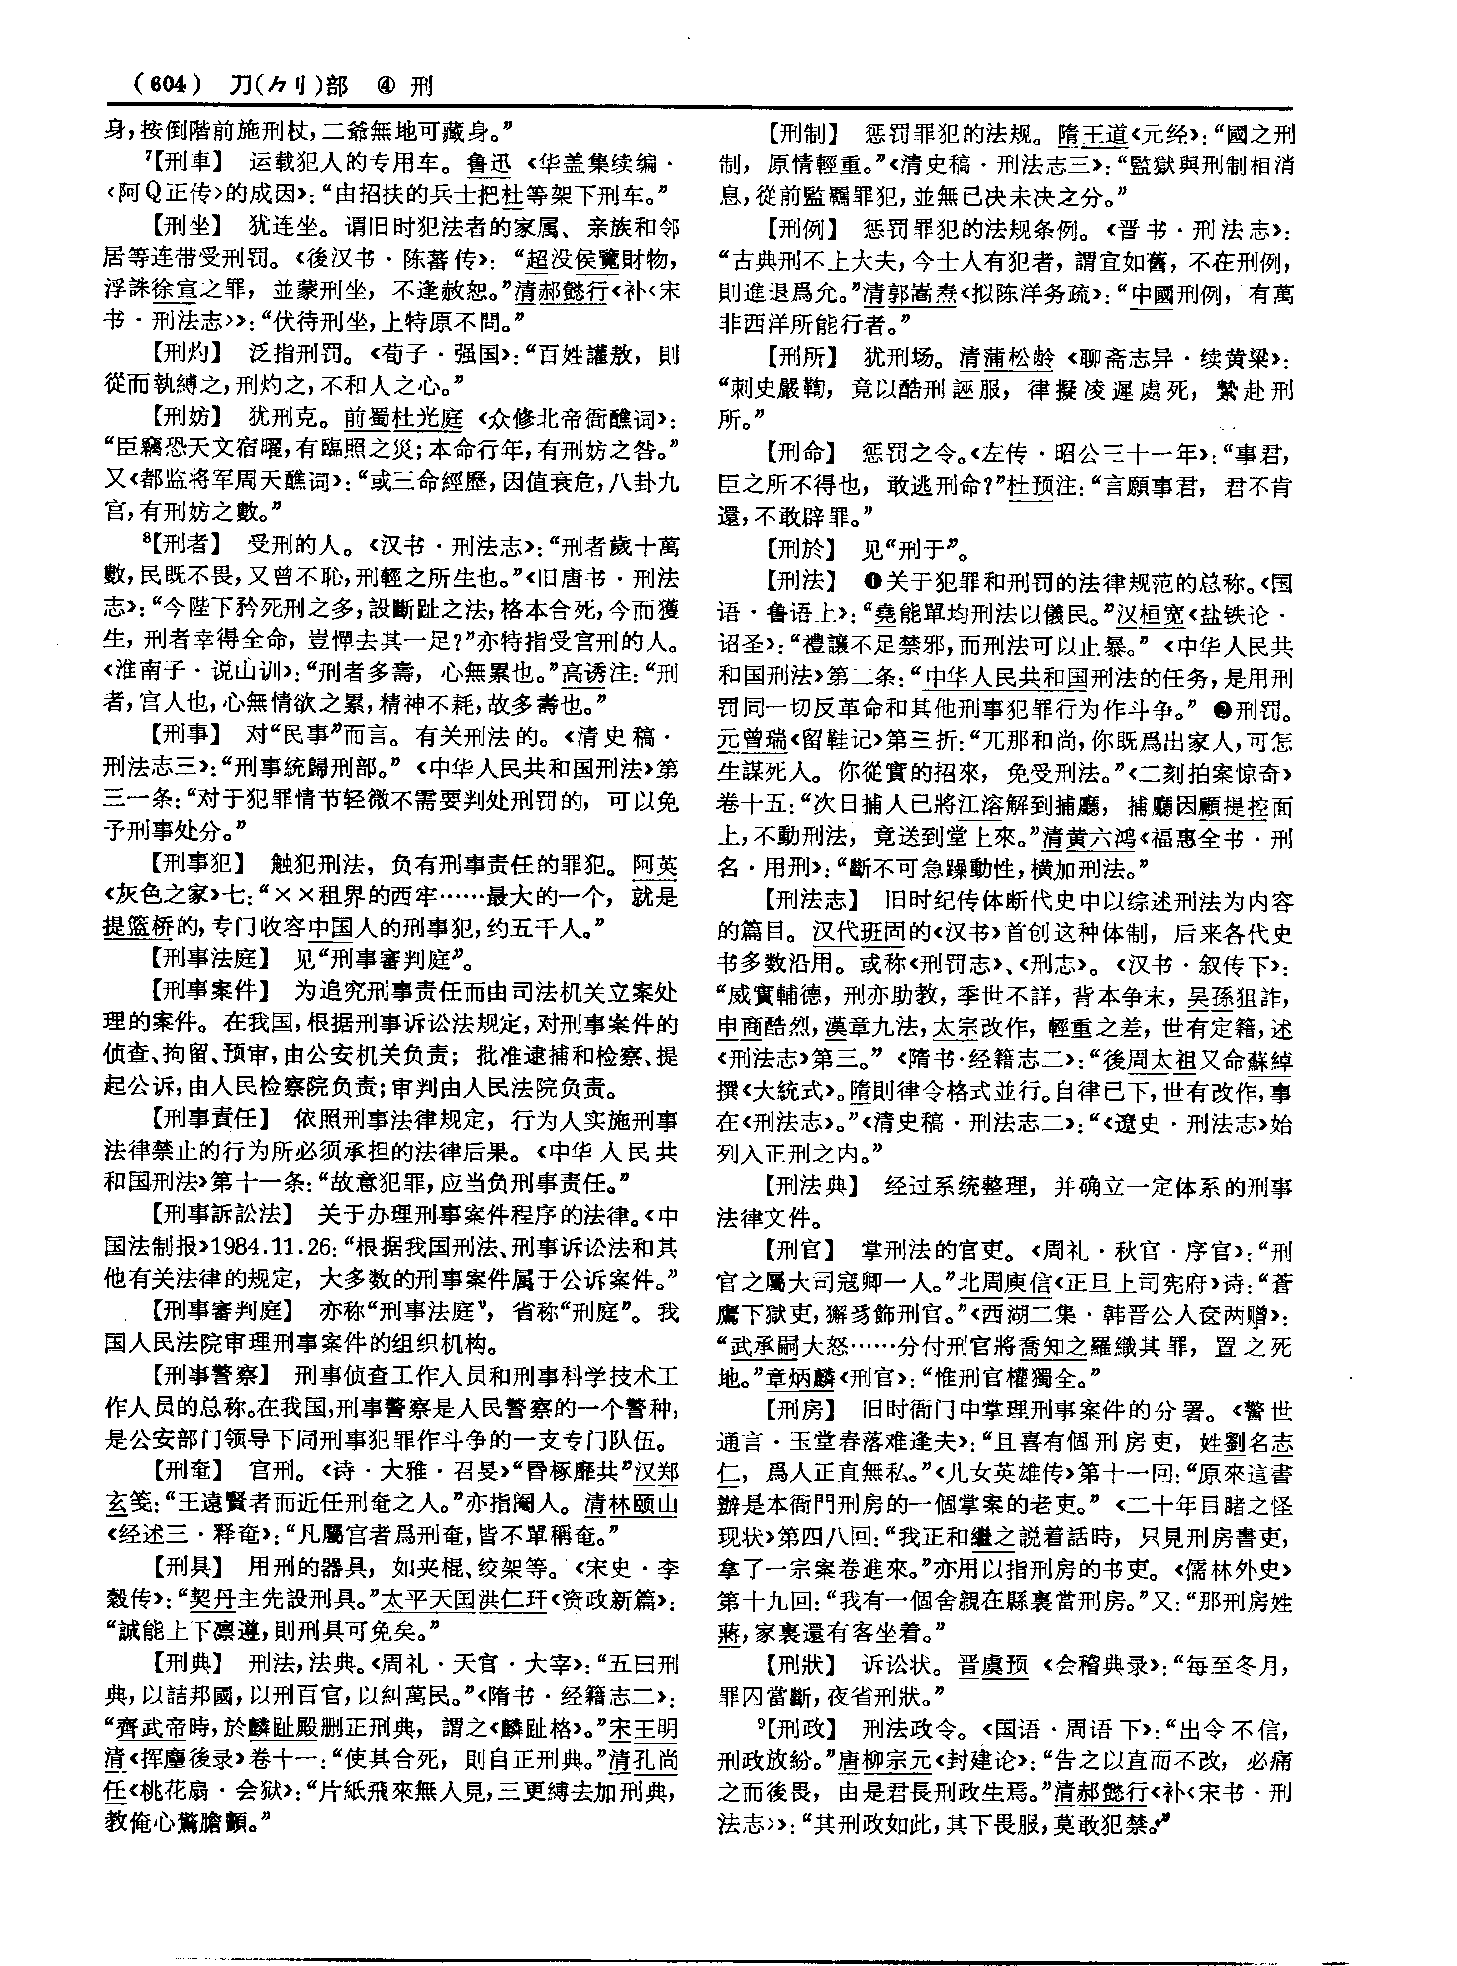 （604） 刀(⺈刂)部 ④ 刑
身，按倒階前施刑杖，二爺無地可藏身。”
⁷【刑車】 运载犯人的专用车。鲁迅《华盖集续编·
〈阿Q正传〉的成因》：“由招扶的兵士把社等架下刑车。”
【刑坐】 犹连坐。谓旧时犯法者的家属、亲族和邻
居等连带受刑罚。《後汉书·陈蕃传》：“超没侯覽財物，
浮誅徐宣之罪，並蒙刑坐，不逢赦恕。”清郝懿行《补〈宋
书·刑法志〉》：“伏待刑坐，上特原不問。”
【刑灼】 泛指刑罚。《荀子·强国》：“百姓讙敖，則
從而執縛之，刑灼之，不和人之心。”
【刑妨】 犹刑克。前蜀杜光庭《众修北帝衙醮词》：
“臣竊恐天文宿曜，有臨照之災；本命行年，有刑妨之咎。”
又《都监将军周天醮词》：“或三命經歷，因值衰危，八卦九
宫，有刑妨之數。”
⁸【刑者】 受刑的人。《汉书·刑法志》：“刑者歲十萬
數，民既不畏，又曾不恥，刑輕之所生也。”《旧唐书·刑法
志》：“今陛下矜死刑之多，設斷趾之法，格本合死，今而獲
生，刑者幸得全命，豈憚去其一足？”亦特指受宫刑的人。
《淮南子·说山训》：“刑者多壽，心無累也。”高诱注：“刑
者，宫人也，心無情欲之累，精神不耗，故多壽也。”
【刑事】 对“民事”而言。有关刑法的。《清史稿·
刑法志三》：“刑事統歸刑部。”《中华人民共和国刑法》第
三一条：“对于犯罪情节轻微不需要判处刑罚的，可以免
予刑事处分。”
【刑事犯】 触犯刑法，负有刑事责任的罪犯。阿英
《灰色之家》七：“××租界的西牢……最大的一个，就是
提篮桥的，专门收容中国人的刑事犯，约五千人。”
【刑事法庭】 见“刑事審判庭”。
【刑事案件】 为追究刑事责任而由司法机关立案处
理的案件。在我国，根据刑事诉讼法规定，对刑事案件的
侦查、拘留、预审，由公安机关负责；批准逮捕和检察、提
起公诉，由人民检察院负责；审判由人民法院负责。
【刑事責任】 依照刑事法律规定，行为人实施刑事
法律禁止的行为所必须承担的法律后果。《中华人民共
和国刑法》第十一条：“故意犯罪，应当负刑事责任。”
【刑事訴訟法】 关于办理刑事案件程序的法律。《中
国法制报》1984.11.26：“根据我国刑法、刑事诉讼法和其
他有关法律的规定，大多数的刑事案件属于公诉案件。”
【刑事審判庭】 亦称“刑事法庭”，省称“刑庭”。我
国人民法院审理刑事案件的组织机构。
【刑事警察】 刑事侦查工作人员和刑事科学技术工
作人员的总称。在我国，刑事警察是人民警察的一个警种，
是公安部门领导下同刑事犯罪作斗争的一支专门队伍。
【刑奄】 宫刑。《诗·大雅·召旻》“昏椓靡共”汉郑
玄笺：“王遠賢者而近任刑奄之人。”亦指阉人。清林颐山
《经述三·释奄》：“凡屬宫者爲刑奄，皆不單稱奄。”
【刑具】 用刑的器具，如夹棍、绞架等。《宋史·李
穀传》：“契丹主先設刑具。”太平天国洪仁玕《资政新篇》：
“誠能上下凛遵，則刑具可免矣。”
【刑典】 刑法，法典。《周礼·天官·大宰》：“五曰刑
典，以詰邦國，以刑百官，以糾萬民。”《隋书·经籍志二》：
“齊武帝時，於麟趾殿删正刑典，謂之《麟趾格》。”宋王明
清《挥麈後录》卷十一：“使其合死，則自正刑典。”清孔尚
任《桃花扇·会狱》：“片紙飛來無人見，三更縛去加刑典，
教俺心驚膽顫。”
【刑制】 惩罚罪犯的法规。隋王道《元经》：“國之刑
制，原情輕重。”《清史稿·刑法志三》：“監獄與刑制相消
息，從前監羈罪犯，並無已决未决之分。”
【刑例】 惩罚罪犯的法规条例。《晋书·刑法志》：
“古典刑不上大夫，今士人有犯者，謂宜如舊，不在刑例，
則進退爲允。”清郭嵩焘《拟陈洋务疏》：“中國刑例，有萬
非西洋所能行者。”
【刑所】 犹刑场。清蒲松龄《聊斋志异·续黄粱》：
“刺史嚴鞫，竟以酷刑誣服，律擬凌遲處死，縶赴刑
所。”
【刑命】 惩罚之令。《左传·昭公三十一年》：“事君，
臣之所不得也，敢逃刑命？”杜预注：“言願事君，君不肯
還，不敢辟罪。”
【刑於】 见“刑于”。
【刑法】 ❶关于犯罪和刑罚的法律规范的总称。《国
语·鲁语上》：“堯能單均刑法以儀民。”汉桓宽《盐铁论·
诏圣》：“禮讓不足禁邪，而刑法可以止暴。”《中华人民共
和国刑法》第二条：“中华人民共和国刑法的任务，是用刑
罚同一切反革命和其他刑事犯罪行为作斗争。”❷刑罚。
元曾瑞《留鞋记》第三折：“兀那和尚，你既爲出家人，可怎
生謀死人。你從實的招來，免受刑法。”《二刻拍案惊奇》
卷十五：“次日捕人已將江溶解到捕廳，捕廳因顧提控面
上，不動刑法，竟送到堂上來。”清黄六鸿《福惠全书·刑
名·用刑》：“斷不可急躁動性，横加刑法。”
【刑法志】 旧时纪传体断代史中以综述刑法为内容
的篇目。汉代班固的《汉书》首创这种体制，后来各代史
书多数沿用。或称《刑罚志》、《刑志》。《汉书·叙传下》：
“威實輔德，刑亦助教，季世不詳，背本争末，吴孫狙詐，
申商酷烈，漢章九法，太宗改作，輕重之差，世有定籍，述
《刑法志》第三。”《隋书·经籍志二》：“後周太祖又命蘇綽
撰《大統式》。隋則律令格式並行。自律已下，世有改作，事
在《刑法志》。”《清史稿·刑法志二》：“《遼史·刑法志》始
列入正刑之内。”
【刑法典】 经过系统整理，并确立一定体系的刑事
法律文件。
【刑官】 掌刑法的官吏。《周礼·秋官·序官》：“刑
官之屬大司寇卿一人。”北周庾信《正旦上司宪府》诗：“蒼
鷹下獄吏，獬豸飾刑官。”《西湖二集·韩晋公人奁两赠》：
“武承嗣大怒……分付刑官將喬知之羅織其罪，置之死
地。”章炳麟《刑官》：“惟刑官權獨全。”
【刑房】 旧时衙门中掌理刑事案件的分署。《警世
通言·玉堂春落难逢夫》：“且喜有個刑房吏，姓劉名志
仁，爲人正直無私。”《儿女英雄传》第十一回：“原來這書
辦是本衙門刑房的一個掌案的老吏。”《二十年目睹之怪
现状》第四八回：“我正和繼之説着話時，只見刑房書吏，
拿了一宗案卷進來。”亦用以指刑房的书吏。《儒林外史》
第十九回：“我有一個舍親在縣裏當刑房。”又：“那刑房姓
蔣，家裏還有客坐着。”
【刑狀】 诉讼状。晋虞预《会稽典录》：“每至冬月，
罪囚當斷，夜省刑狀。”
⁹【刑政】 刑法政令。《国语·周语下》：“出令不信，
刑政放紛。”唐柳宗元《封建论》：“告之以直而不改，必痛
之而後畏，由是君長刑政生焉。”清郝懿行《补〈宋书·刑
法志〉》：“其刑政如此，其下畏服，莫敢犯禁。”